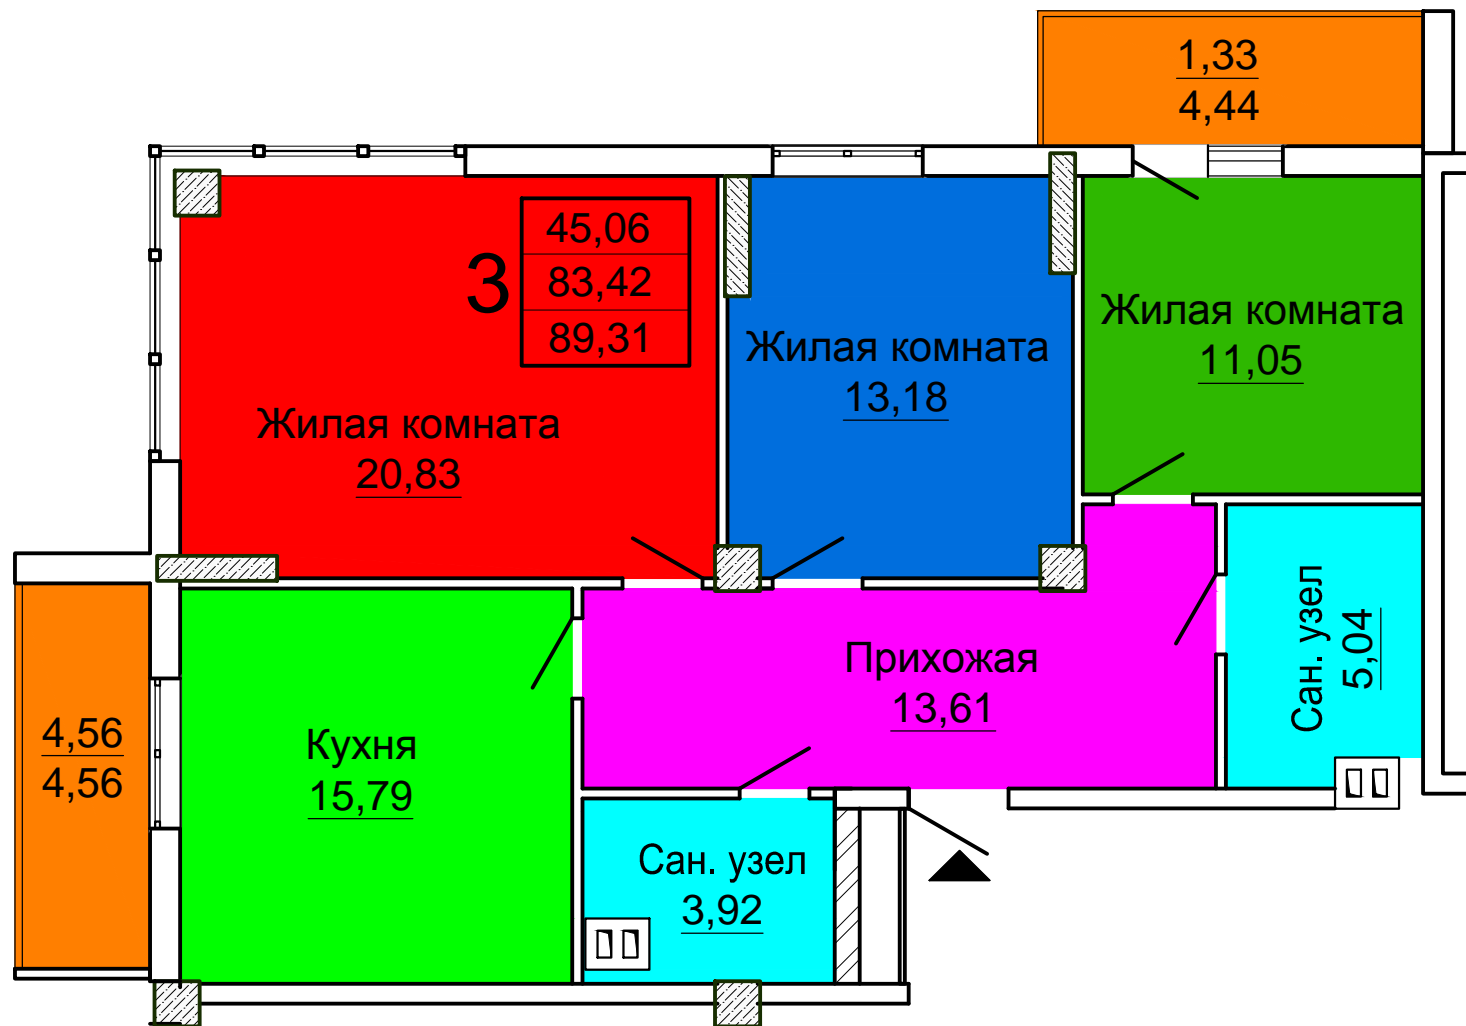 1,33
4,44
3
45,06
83,42
89,31
Жилая комната
20,83
Жилая комната
13,18
Жилая комната
11,05
Прихожая
13,61
Сан. узел
5,04
4,56
4,56
Кухня
15,79
Сан. узел
3,92